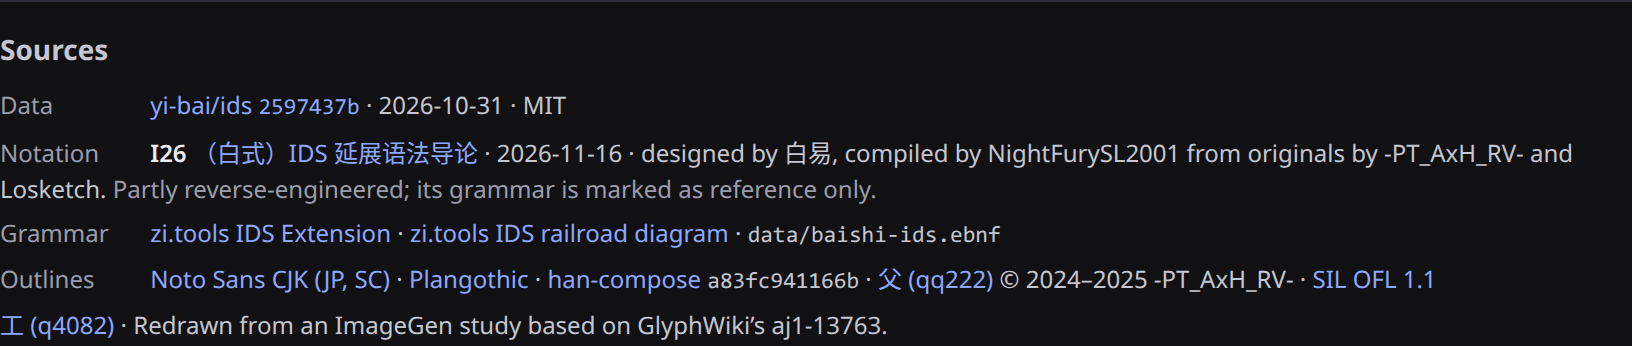 Sources
Data yi-bai/ids 2597437b · 2026-10-31 · MIT
Notation I26 （白式）IDS 延展语法导论 · 2026-11-16 · designed by 白易, compiled by NightFurySL2001 from originals by -PT_AxH_RV- and
Losketch. Partly reverse-engineered; its grammar is marked as reference only.
Grammar zi.tools IDS Extension · zi.tools IDS railroad diagram · data/baishi-ids.ebnf
Outlines Noto Sans CJK (JP, SC) · Plangothic · han-compose a83fc941166b · 父 (qq222) © 2024–2025 -PT_AxH_RV- · SIL OFL 1.1
工 (q4082) · Redrawn from an ImageGen study based on GlyphWiki’s aj1-13763.